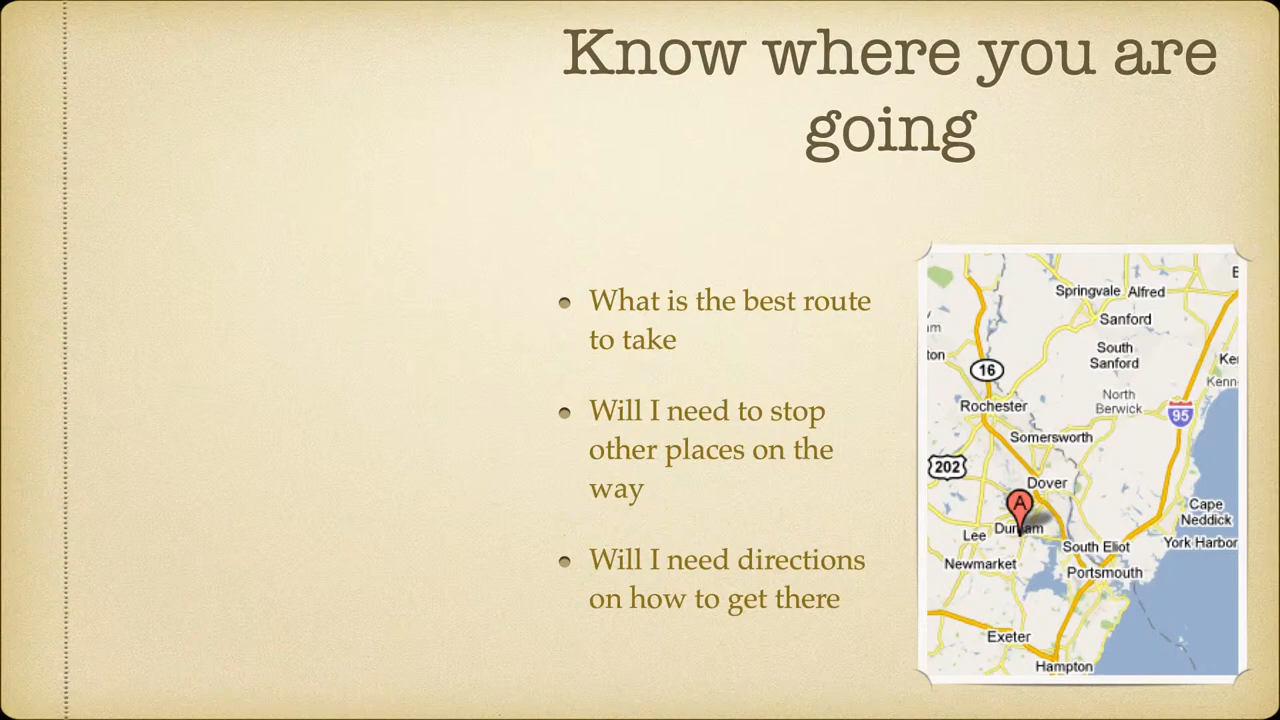 Know where you are
going
What is the best route
to take
Will I need to stop
other places on the
way
Will I need directions
on how to get there
Springvale Alfred
Sanford
South
Sanford
ton
16
North
Berwick
95
Rochester
Somersworth
202
Dover
A
Durham
Cape
Neddick
Lee
York Harbor
South Eliot
Newmarket
Portsmouth
Exeter
Hampton